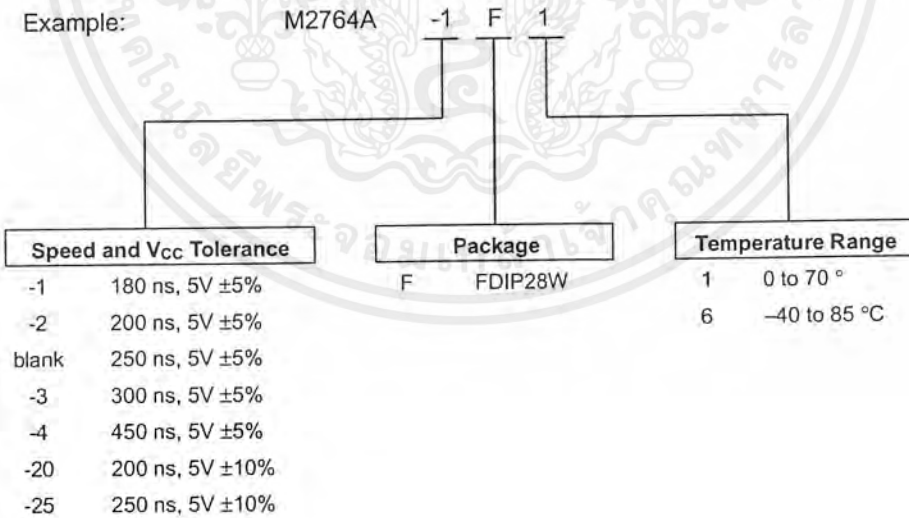 Example: M2764A -1 F 1
Speed and VCC Tolerance
-1 180 ns, 5V ±5%
-2 200 ns, 5V ±5%
blank 250 ns, 5V ±5%
-3 300 ns, 5V ±5%
-4 450 ns, 5V ±5%
-20 200 ns, 5V ±10%
-25 250 ns, 5V ±10%
Package
F FDIP28W
Temperature Range
1 0 to 70 °
6 –40 to 85 °C